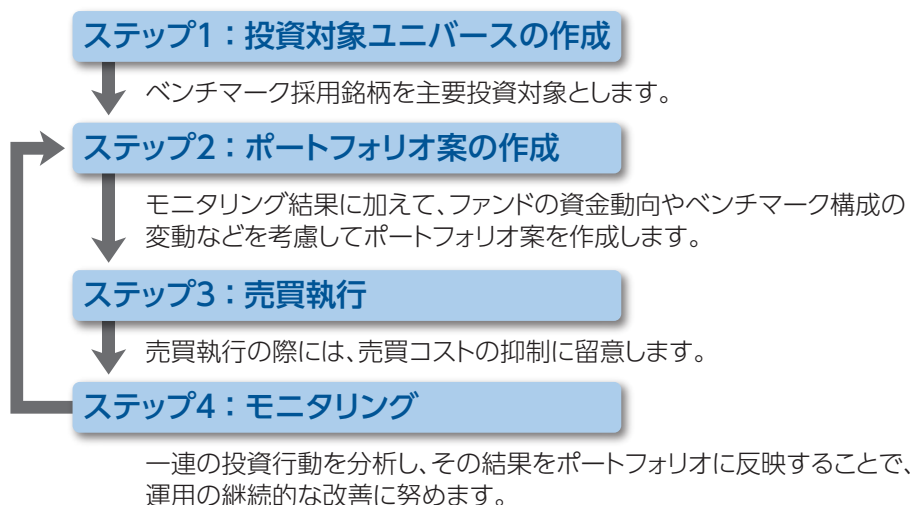 ステップ1：投資対象ユニバースの作成
ベンチマーク採用銘柄を主要投資対象とします。
ステップ2：ポートフォリオ案の作成
モニタリング結果に加えて、ファンドの資金動向やベンチマーク構成の
変動などを考慮してポートフォリオ案を作成します。
ステップ3：売買執行
売買執行の際には、売買コストの抑制に留意します。
ステップ4：モニタリング
一連の投資行動を分析し、その結果をポートフォリオに反映することで、
運用の継続的な改善に努めます。